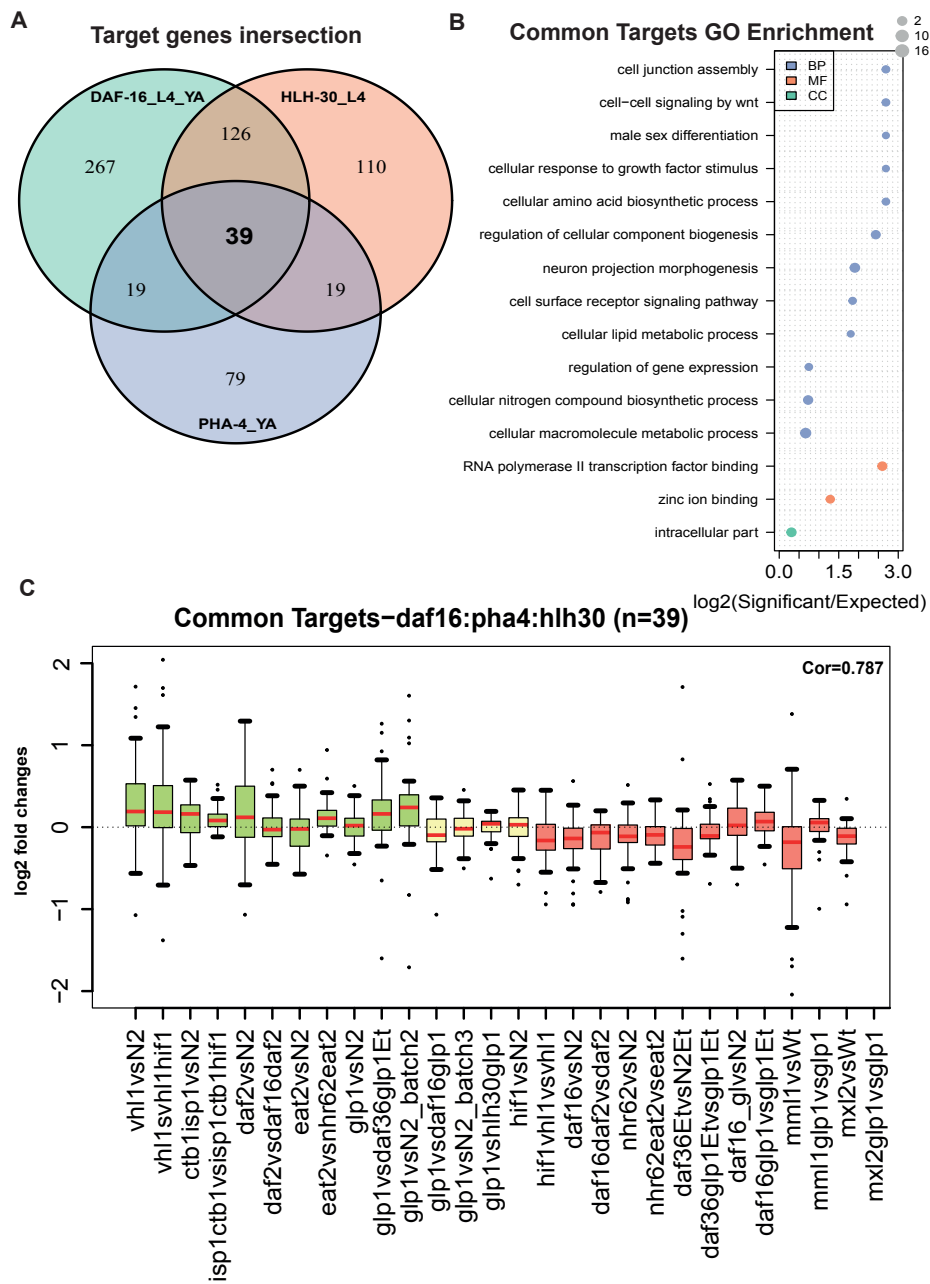 A
Target genes inersection
DAF-16_L4_YA
HLH-30_L4
126
267
110
39
19
19
79
PHA-4_YA
B
Common Targets GO Enrichment
2
10
16
BP
MF
CC
cell junction assembly
cell−cell signaling by wnt
male sex differentiation
cellular response to growth factor stimulus
cellular amino acid biosynthetic process
regulation of cellular component biogenesis
neuron projection morphogenesis
cell surface receptor signaling pathway
cellular lipid metabolic process
regulation of gene expression
cellular nitrogen compound biosynthetic process
cellular macromolecule metabolic process
RNA polymerase II transcription factor binding
zinc ion binding
intracellular part
0.0 1.5 3.0
log2(Significant/Expected)
C
Common Targets−daf16:pha4:hlh30 (n=39)
Cor=0.787
log2 fold changes
2
1
0
−1
−2
vhl1vsN2
vhl1svhl1hif1
ctb1isp1vsN2
isp1ctb1vsisp1ctb1hif1
daf2vsN2
daf2vsdaf16daf2
eat2vsN2
eat2vsnhr62eat2
glp1vsN2
glp1vsdaf36glp1Et
glp1vsN2_batch2
glp1vsdaf16glp1
glp1vsN2_batch3
glp1vshlh30glp1
hif1vsN2
hif1vhl1vsvhl1
daf16vsN2
daf16daf2vsdaf2
nhr62vsN2
nhr62eat2vseat2
daf36EtvsN2Et
daf36glp1Etvsglp1Et
daf16_glvsN2
daf16glp1vsglp1Et
mml1vsWt
mml1glp1vsglp1
mxl2vsWt
mxl2glp1vsglp1